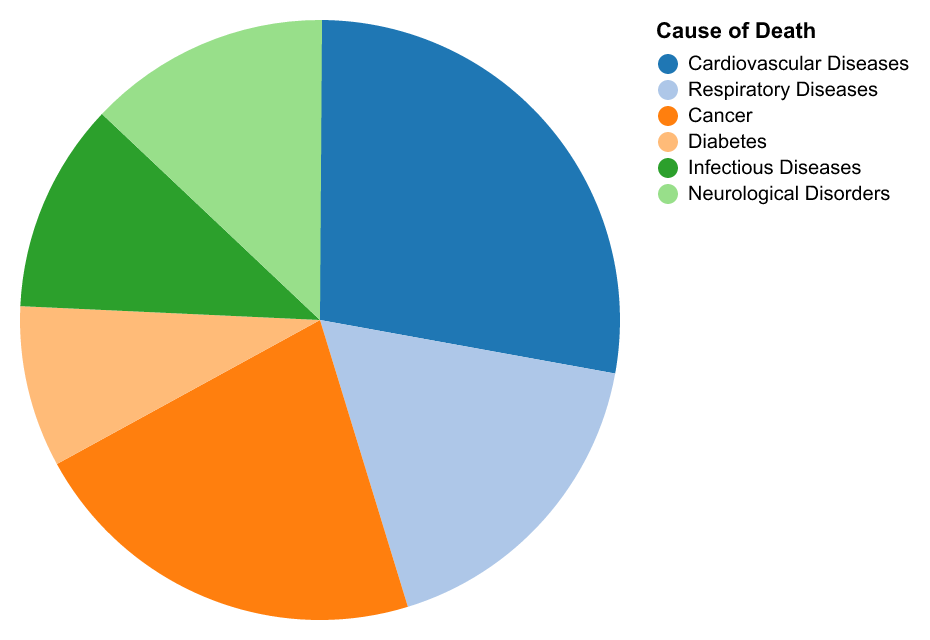 Cause of Death
Cardiovascular Diseases
Respiratory Diseases
Cancer
Diabetes
Infectious Diseases
Neurological Disorders